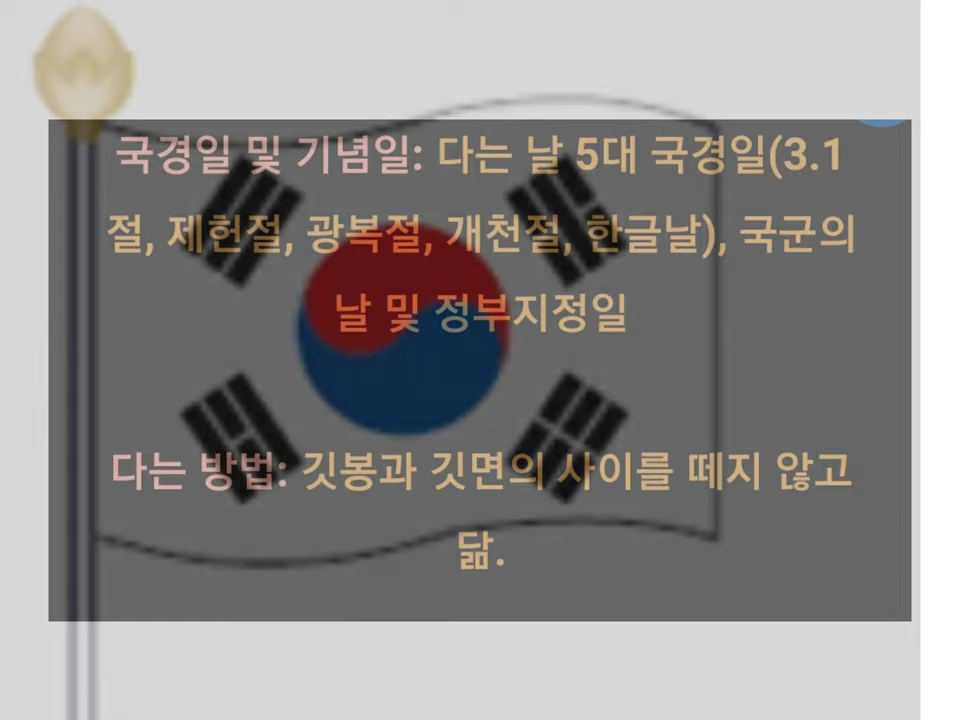 국경일 및 기념일: 다는 날 5대 국경일(3.1
절, 제헌절, 광복절, 개천절, 한글날), 국군의
날 및 정부지정일
다는 방법: 깃봉과 깃면의 사이를 떼지 않고
닮.